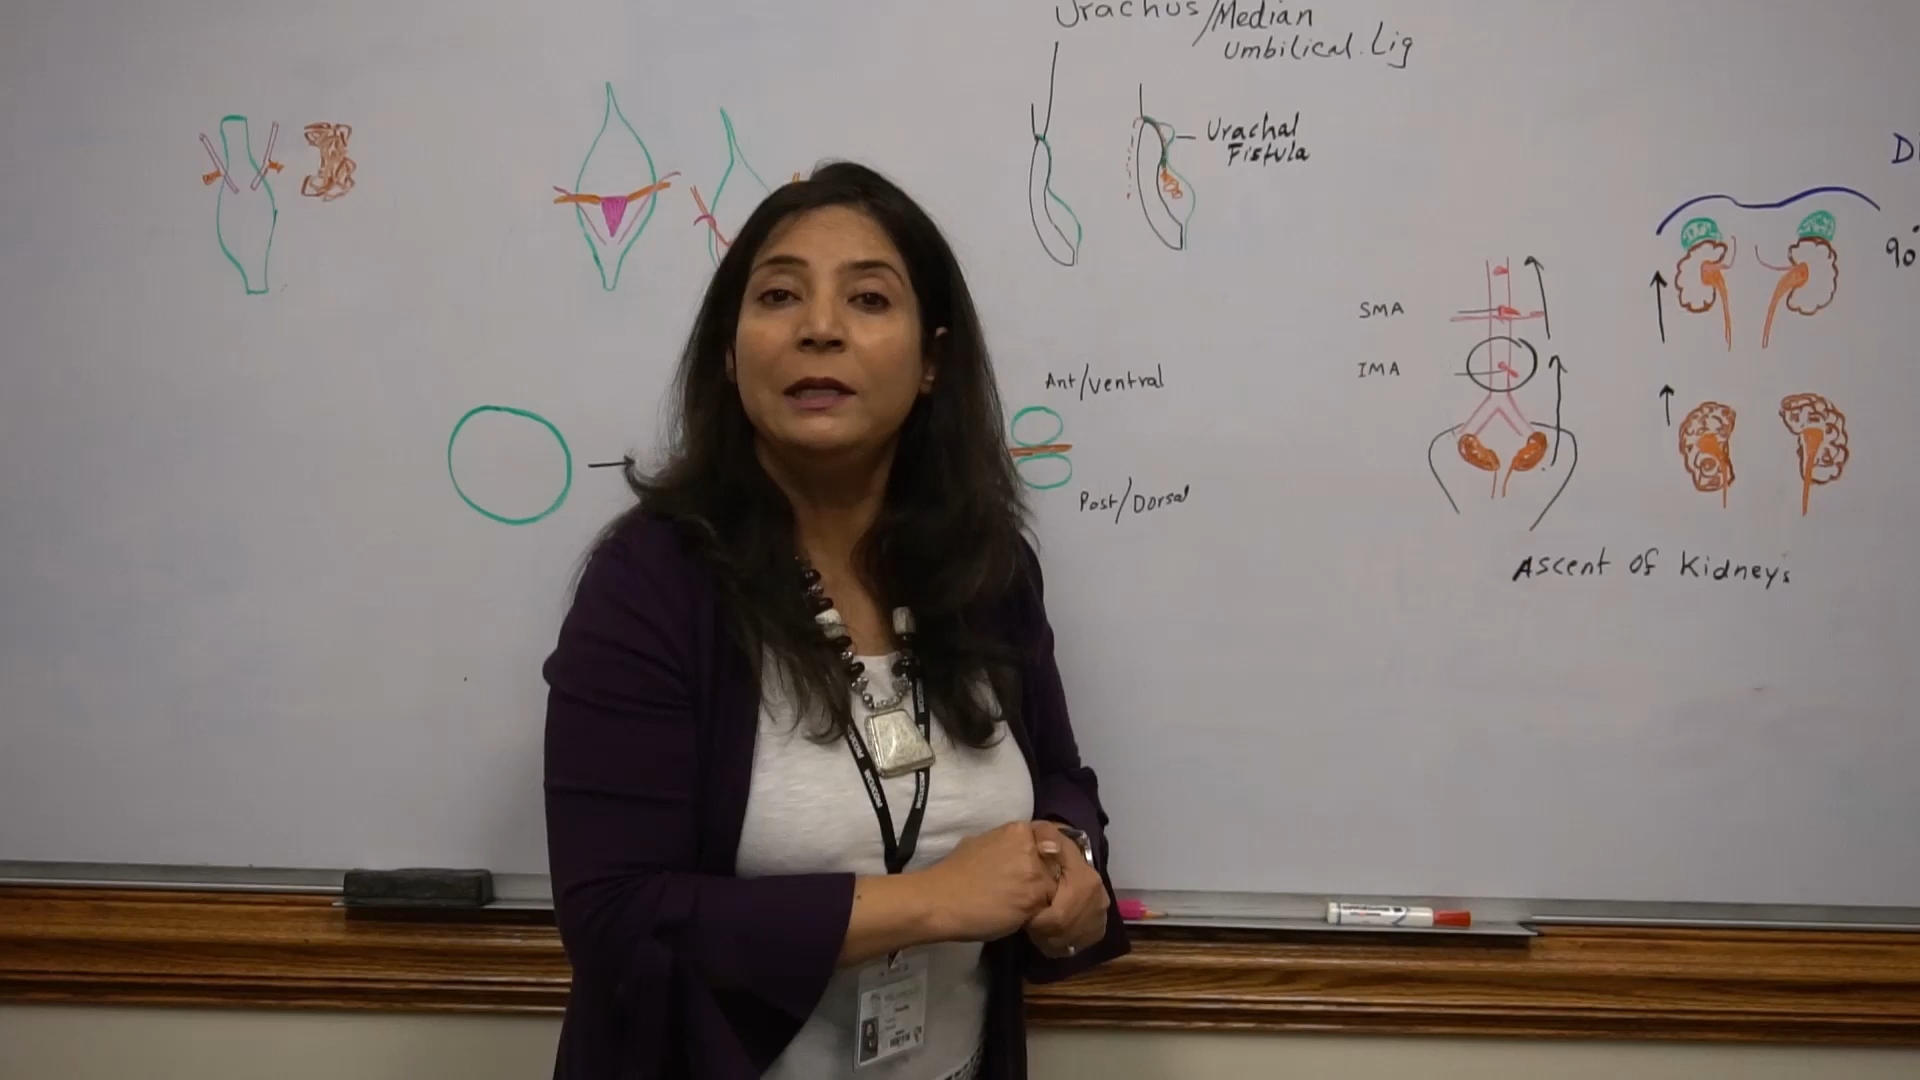 Urachus/Median
Umbilical. Lig
Urachal
Fistula
D
90°
SMA
IMA
Ant/Ventral
Post/Dorsal
Ascent of Kidneys